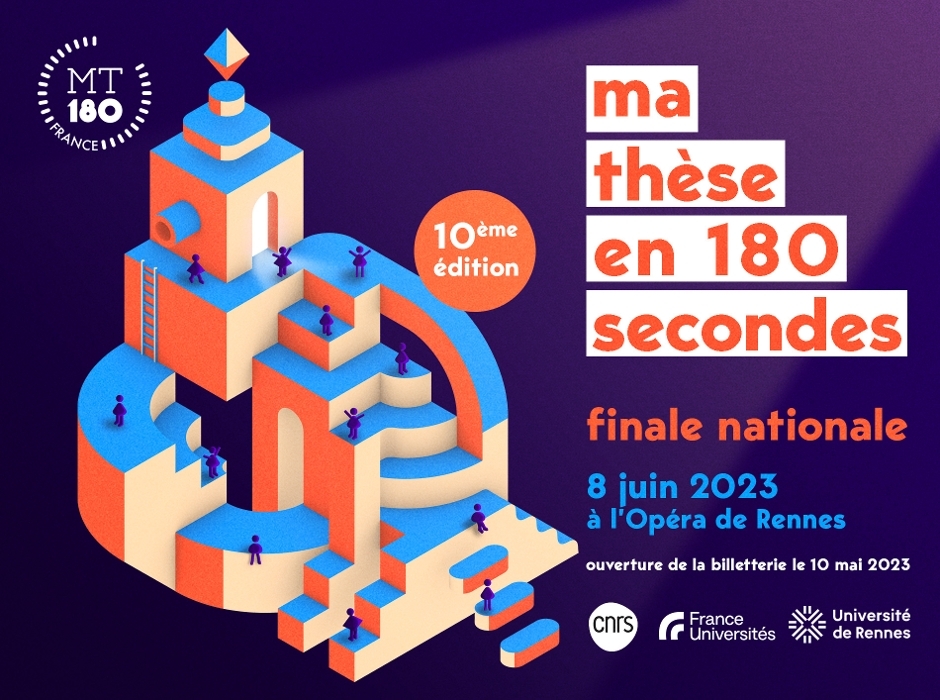 MT
180
FRANCE
10ème
édition
ma
thèse
en 180
secondes
finale nationale
8 juin 2023
à l'Opéra de Rennes
ouverture de la billetterie le 10 mai 2023
cnrs
France
Universités
Université
de Rennes